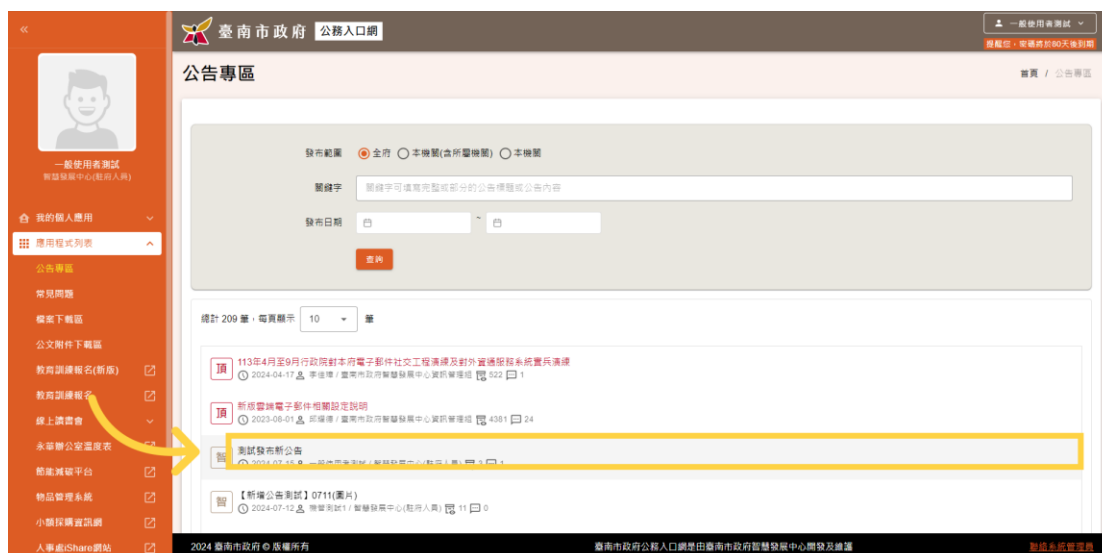 «
臺南市政府 公務入口網
一般使用者測試
提醒您，密碼將於80天後到期
一般使用者測試
智慧發展中心(駐府人員)
我的個人應用
應用程式列表
公告專區
常見問題
檔案下載區
公文附件下載區
教育訓練報名(新版)
教育訓練報名
線上讀書會
永華辦公室溫度表
節能減碳平台
物品管理系統
小額採購資訊網
人事處iShare網站
公告專區
首頁 / 公告專區
發布範圍 全府 本機關(含所屬機關) 本機關
關鍵字 關鍵字可填寫完整或部分的公告標題或公告內容
發布日期 ~
查詢
總計 209 筆，每頁顯示 10 筆
頂 113年4月至9月行政院對本府電子郵件社交工程演練及對外資通服務系統實兵演練
2024-04-17 李佳璋 / 臺南市政府智慧發展中心資訊管理組 522 1
頂 新版雲端電子郵件相關設定說明
2023-08-01 邱繼德 / 臺南市政府智慧發展中心資訊管理組 4381 24
智 測試發布新公告
2024-07-15 一般使用者測試 / 智慧發展中心(駐府人員) 3 1
智 【新增公告測試】0711(圖片)
2024-07-12 機管測試1 / 智慧發展中心(駐府人員) 11 0
2024 臺南市政府 © 版權所有
臺南市政府公務入口網是由臺南市政府智慧發展中心開發及維護
聯絡系統管理員